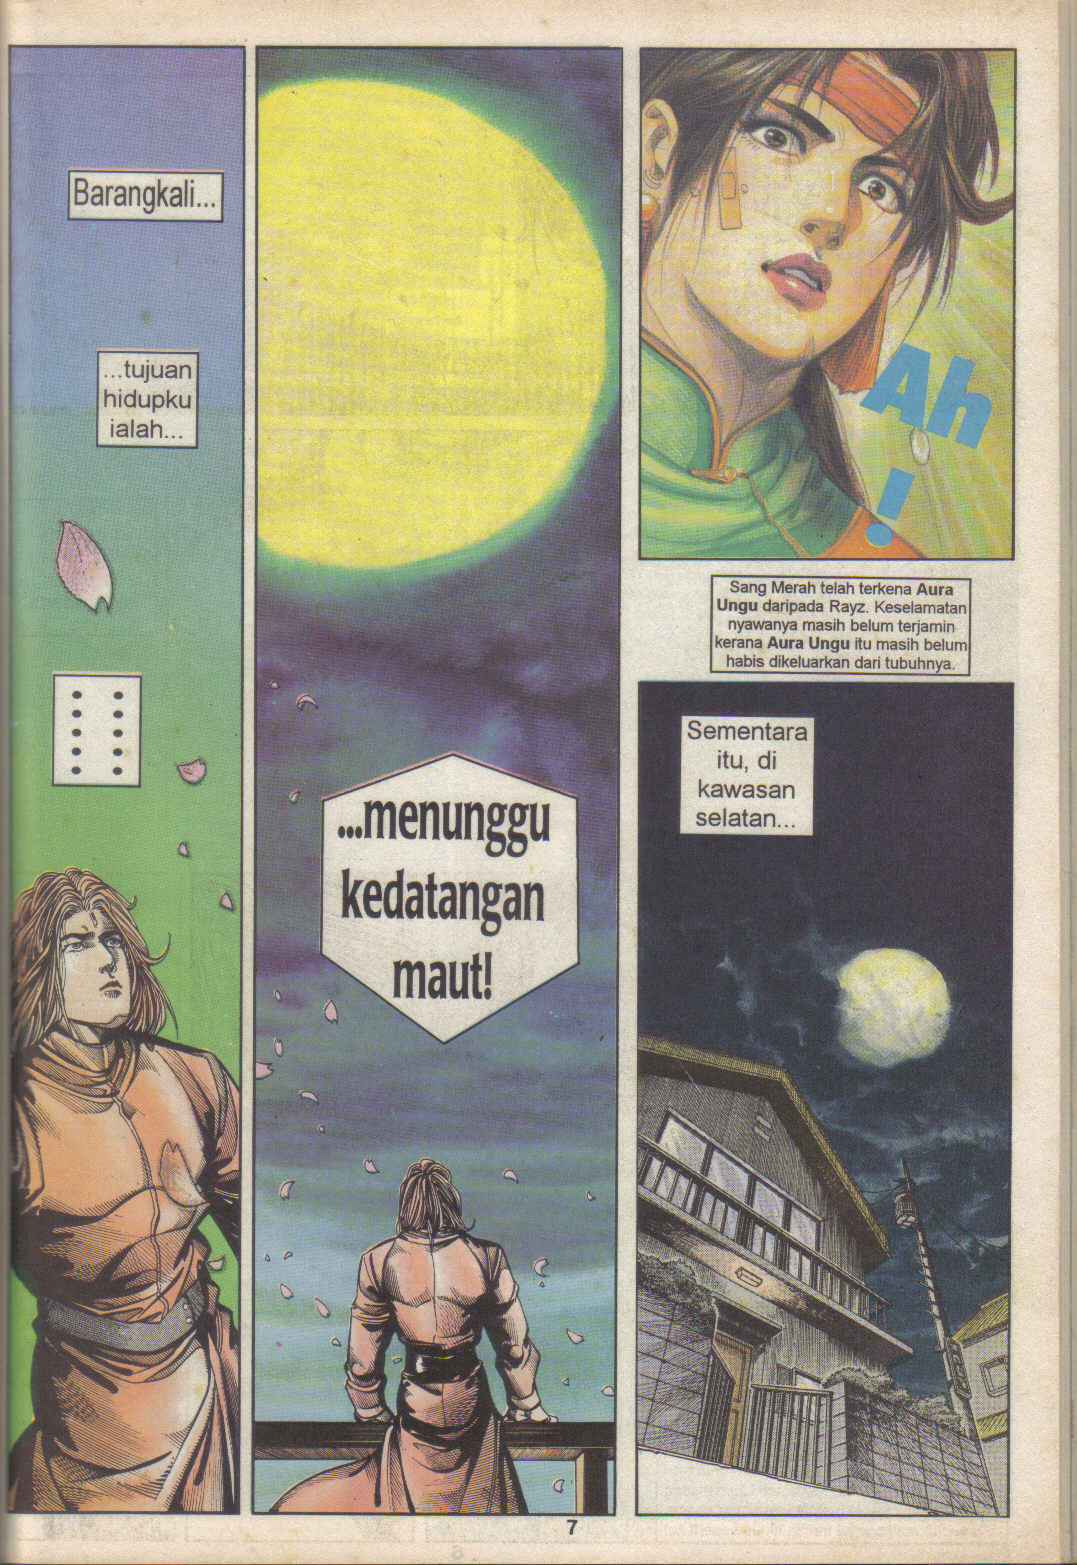 Barangkali...
...tujuan
hidupku
ialah...
...menunggu
kedatangan
maut!
Ah
!
Sang Merah telah terkena Aura
Ungu daripada Rayz. Keselamatan
nyawanya masih belum terjamin
kerana Aura Ungu itu masih belum
habis dikeluarkan dari tubuhnya.
Sementara
itu, di
kawasan
selatan...
7